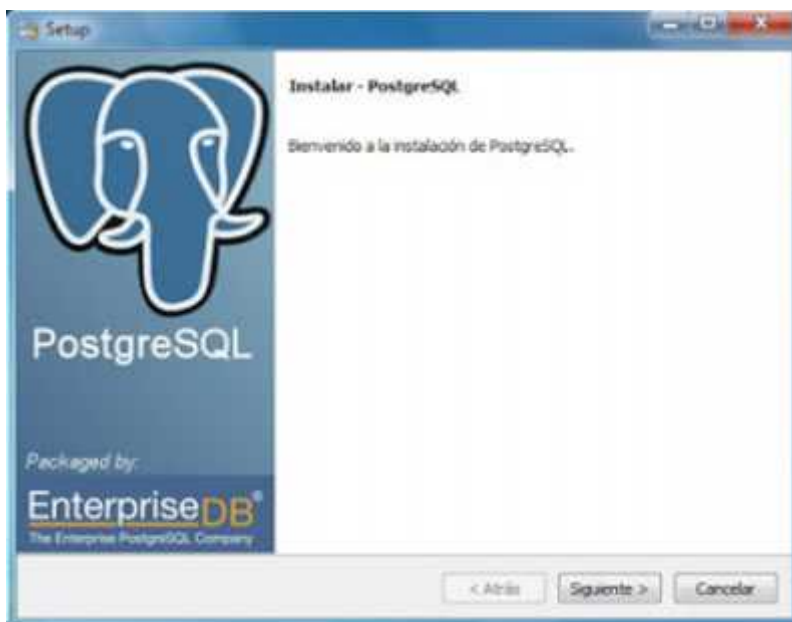 Setup
Instalar - PostgreSQL
Bienvenido a la instalación de PostgreSQL.
PostgreSQL
Packaged by:
EnterpriseDB®
The Enterprise PostgreSQL Company
< Atrás
Siguiente >
Cancelar